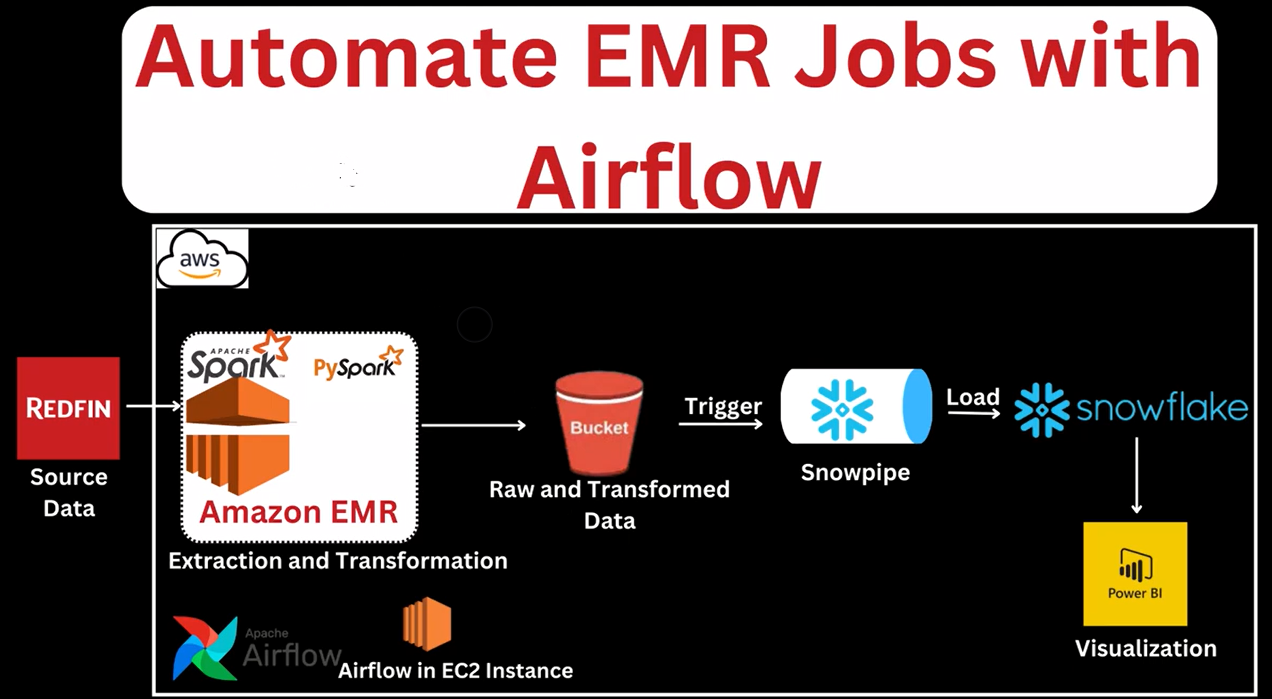 Automate EMR Jobs with
Airflow
aws
APACHE
Spark
PySpark
REDFIN
Source
Data
Amazon EMR
Extraction and Transformation
Bucket
Raw and Transformed
Data
Trigger
Snowpipe
Load
snowflake
Power BI
Visualization
Apache
Airflow
Airflow in EC2 Instance